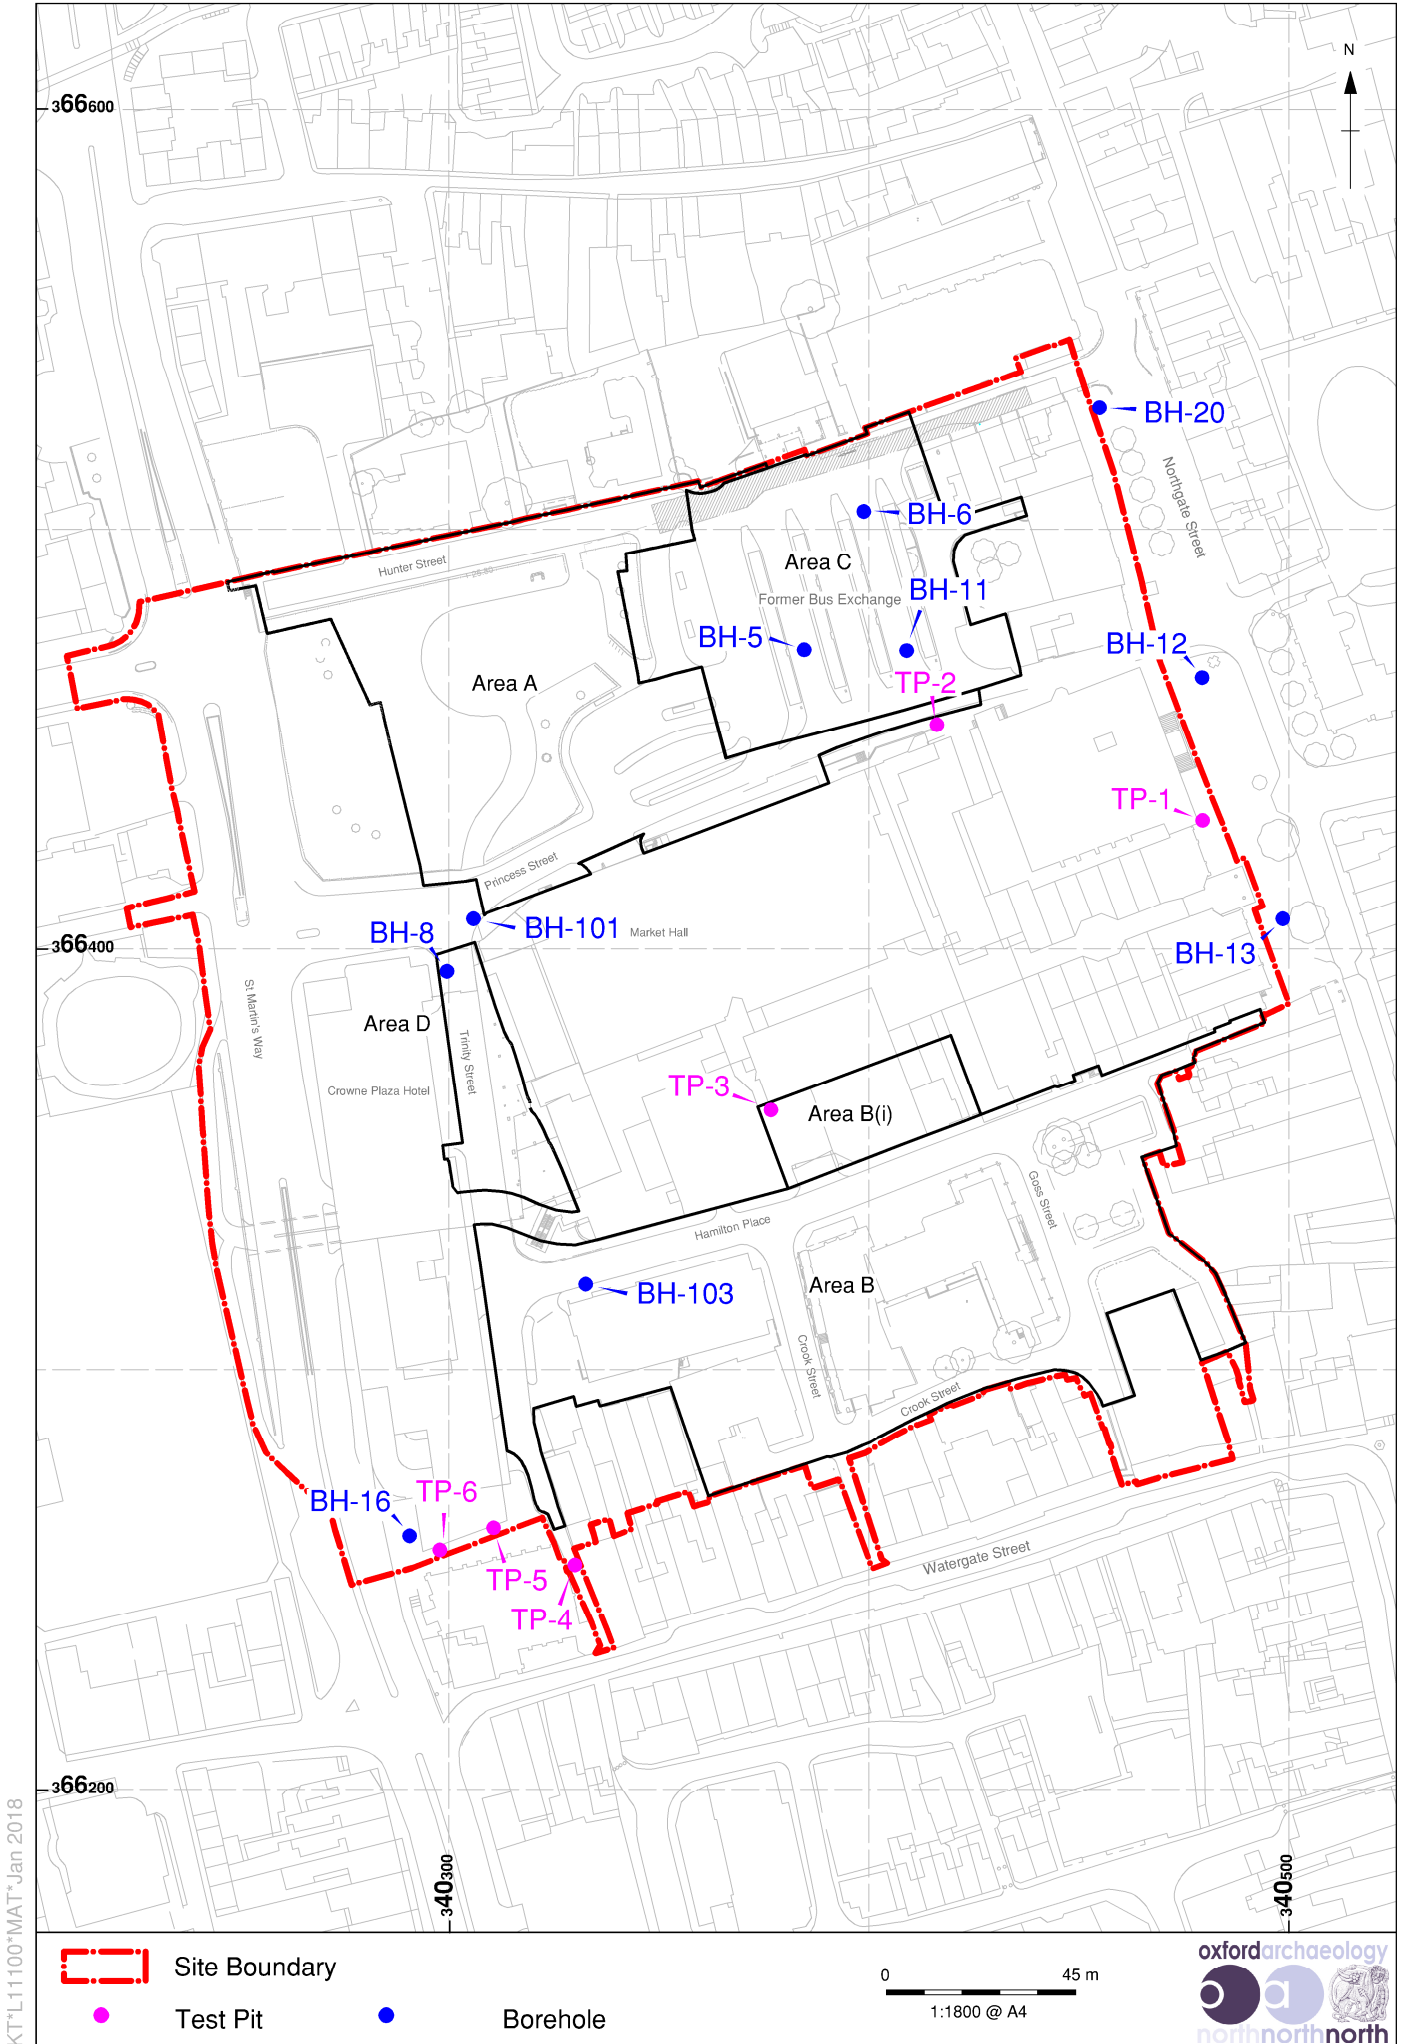 N
366600
BH-20
Northgate Street
BH-6
Area C
Hunter Street
Former Bus Exchange
BH-11
BH-5
BH-12
TP-2
Area A
TP-1
Princess Street
BH-101
Market Hall
BH-8
366400
BH-13
St Martin's Way
Area D
Trinity Street
Crowne Plaza Hotel
TP-3
Area B(i)
Goss Street
Hamilton Place
Area B
BH-103
Crook Street
Crook Street
TP-6
BH-16
Watergate Street
TP-5
TP-4
366200
340300
340500
KT*L11100*MAT*Jan 2018
Site Boundary
Test Pit
Borehole
0 45 m
1:1800 @ A4
oxfordarchaeology
oa
northnorthnorth